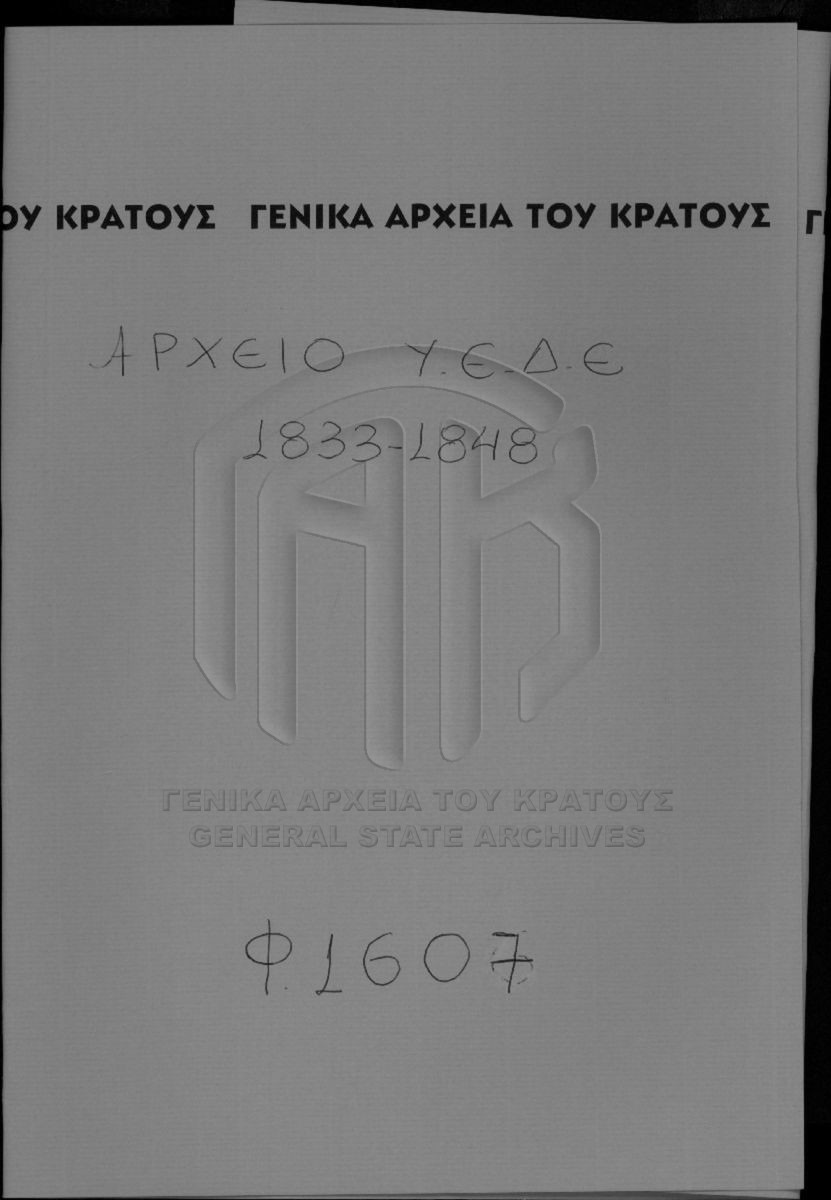 ΟΥ ΚΡΑΤΟΥΣ ΓΕΝΙΚΑ ΑΡΧΕΙΑ ΤΟΥ ΚΡΑΤΟΥΣ Γ
ΑΡΧΕΙΟ Υ.Ε.Δ.Ε
1833-1848
ΓΕΝΙΚΑ ΑΡΧΕΙΑ ΤΟΥ ΚΡΑΤΟΥΣ
GENERAL STATE ARCHIVES
Φ.1607